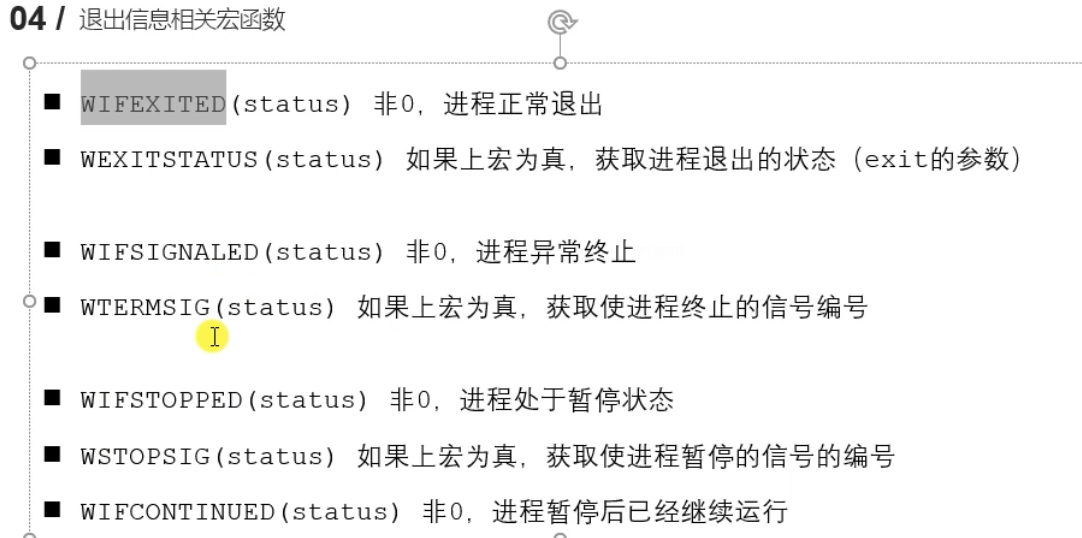 04 / 退出信息相关宏函数
■ WIFEXITED(status) 非0，进程正常退出
■ WEXITSTATUS(status) 如果上宏为真，获取进程退出的状态（exit的参数）
■ WIFSIGNALED(status) 非0，进程异常终止
■ WTERMSIG(status) 如果上宏为真，获取使进程终止的信号编号
■ WIFSTOPPED(status) 非0，进程处于暂停状态
■ WSTOPSIG(status) 如果上宏为真，获取使进程暂停的信号的编号
■ WIFCONTINUED(status) 非0，进程暂停后已经继续运行